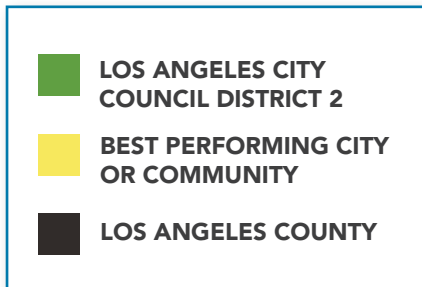 LOS ANGELES CITY
COUNCIL DISTRICT 2
BEST PERFORMING CITY
OR COMMUNITY
LOS ANGELES COUNTY